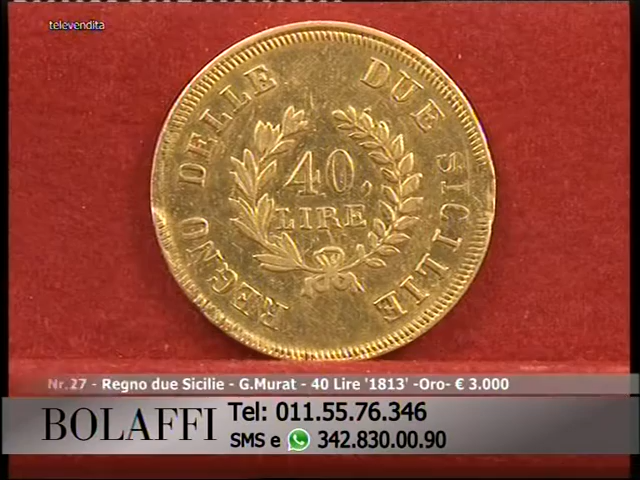 televendita
REGNO DELLE DUE SICILIE
40.
LIRE
Nr.27 - Regno due Sicilie - G.Murat - 40 Lire '1813' -Oro- € 3.000
BOLAFFI
Tel: 011.55.76.346
SMS e 342.830.00.90